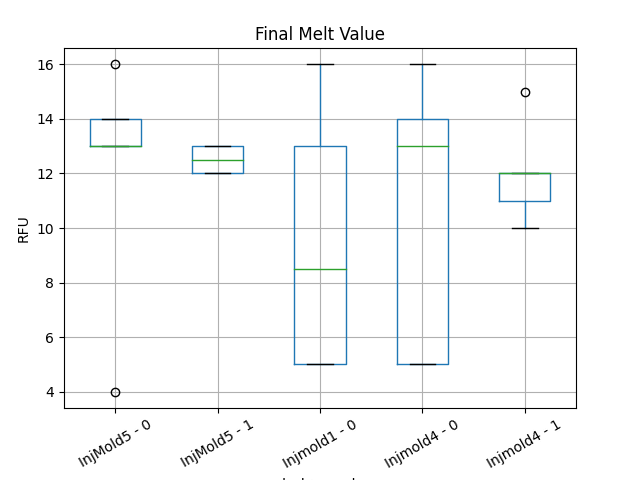 Final Melt Value
RFU
16
14
12
10
8
6
4
InjMold5 - 0
InjMold5 - 1
Injmold1 - 0
Injmold4 - 0
Injmold4 - 1